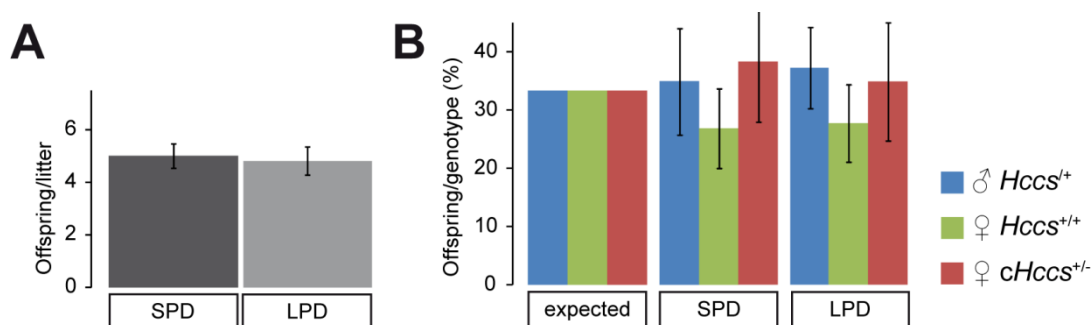 A
Offspring/litter
6
4
2
0
SPD
LPD
B
Offspring/genotype (%)
40
30
20
10
0
expected
SPD
LPD
♂ Hccs/+
♀ Hccs+/+
♀ cHccs+/-